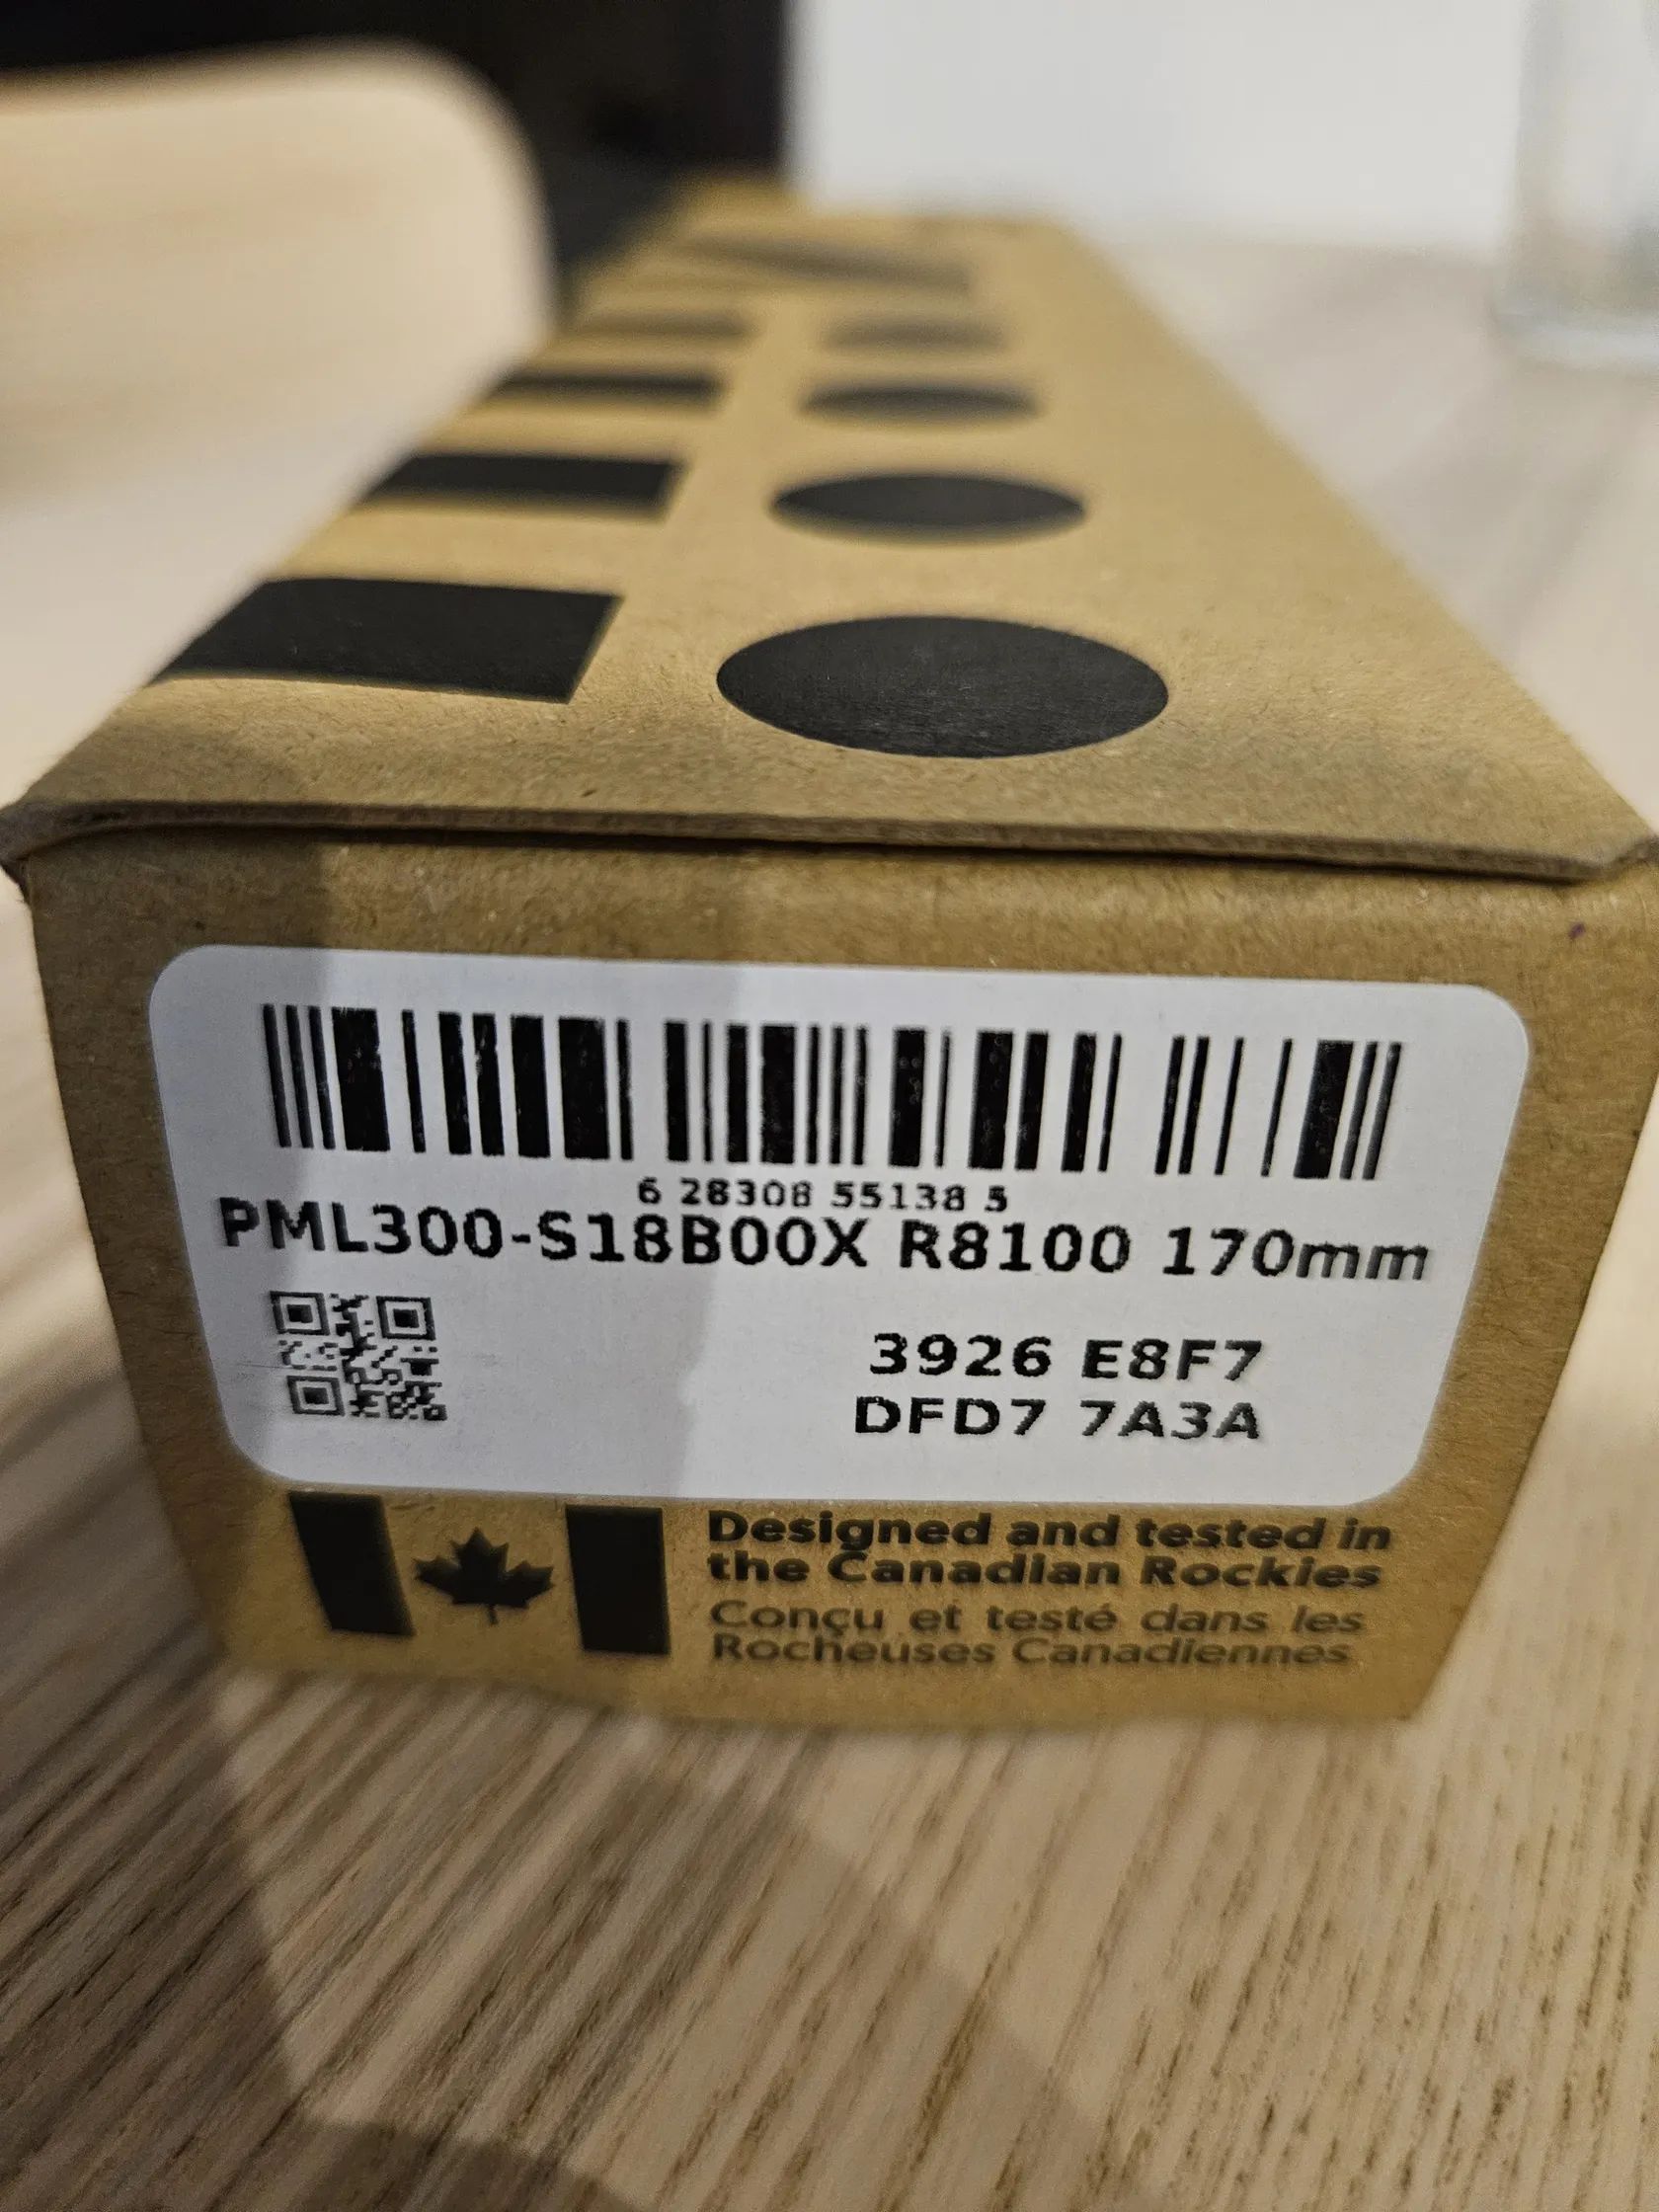 6 28308 55138 5
PML300-S18B00X R8100 170mm
3926 E8F7
DFD7 7A3A
Designed and tested in
the Canadian Rockies
Conçu et testé dans les
Rocheuses Canadiennes